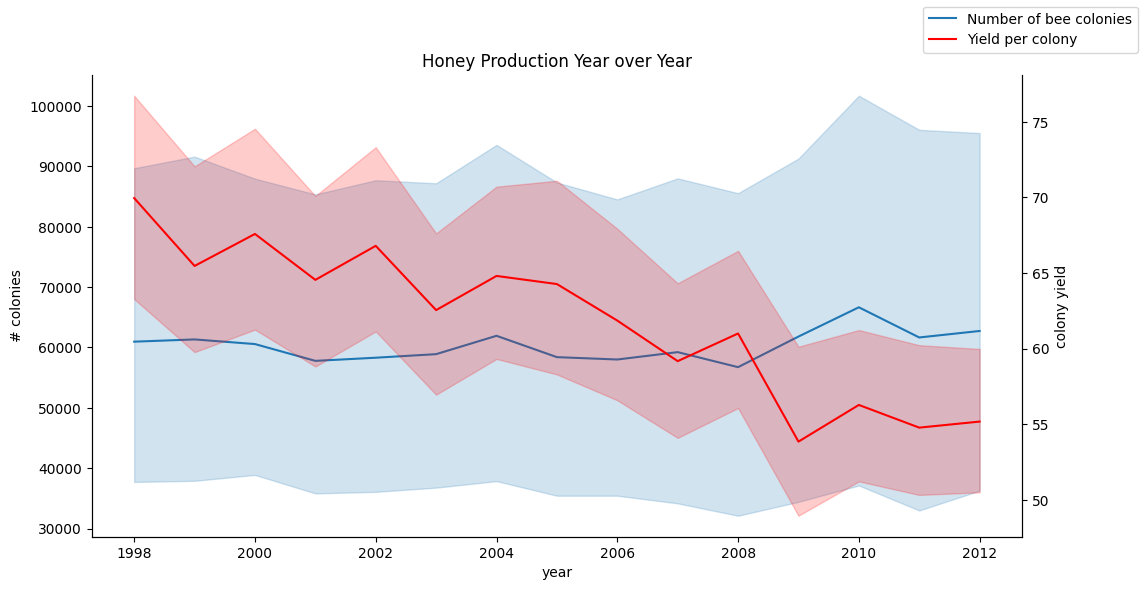 Number of bee colonies
Yield per colony
Honey Production Year over Year
100000
90000
80000
70000
60000
50000
40000
30000
# colonies
75
70
65
60
55
50
colony yield
1998 2000 2002 2004 2006 2008 2010 2012
year